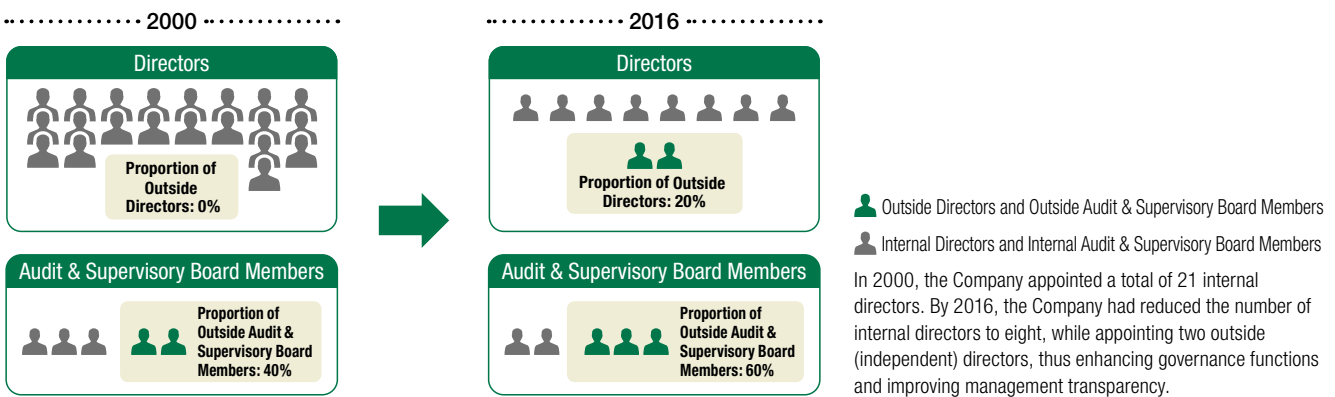 2000
Directors
Proportion of
Outside
Directors: 0%
Audit & Supervisory Board Members
Proportion of
Outside Audit &
Supervisory Board
Members: 40%
2016
Directors
Proportion of Outside
Directors: 20%
Audit & Supervisory Board Members
Proportion of
Outside Audit &
Supervisory Board
Members: 60%
Outside Directors and Outside Audit & Supervisory Board Members
Internal Directors and Internal Audit & Supervisory Board Members
In 2000, the Company appointed a total of 21 internal
directors. By 2016, the Company had reduced the number of
internal directors to eight, while appointing two outside
(independent) directors, thus enhancing governance functions
and improving management transparency.